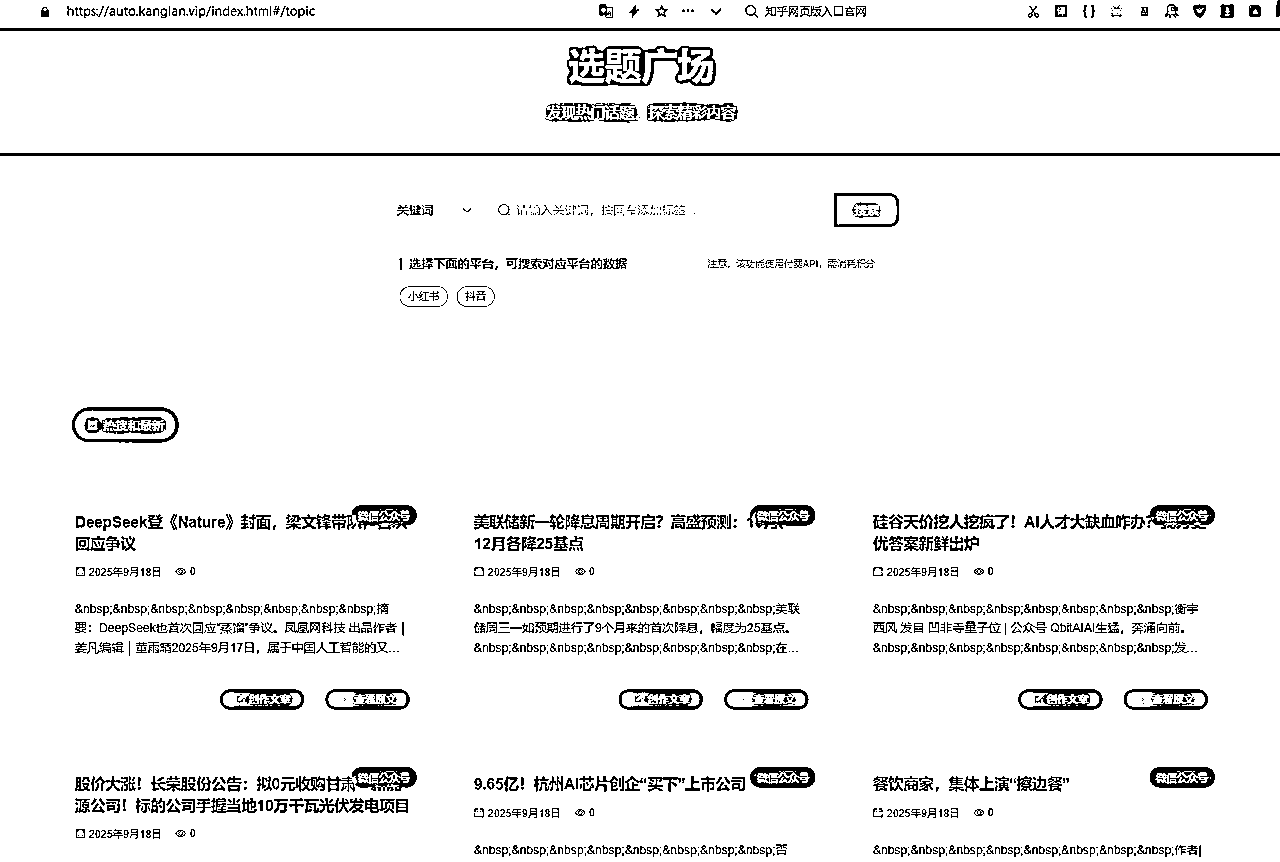 https://auto.kanglan.vip/index.html#/topic
知乎网页版入口官网
选题广场
发现热门话题，探索精彩内容
关键词
请输入关键词，按回车添加标签...
搜索
选择下面的平台，可搜索对应平台的数据
注意，该功能使用付费API，需消耗积分
小红书
抖音
热搜和最新
微信公众号
DeepSeek登《Nature》封面，梁文锋带队
回应争议
2025年9月18日 0
&nbsp;&nbsp;&nbsp;&nbsp;&nbsp;&nbsp;&nbsp;&nbsp;摘
要：DeepSeek也首次回应“蒸馏”争议。凤凰网科技 出品作者 |
姜凡编辑 | 董雨晴2025年9月17日，属于中国人工智能的又...
创作文章
查看原文
微信公众号
美联储新一轮降息周期开启？高盛预测：
12月各降25基点
2025年9月18日 0
&nbsp;&nbsp;&nbsp;&nbsp;&nbsp;&nbsp;&nbsp;&nbsp;美联
储周三一如预期进行了9个月来的首次降息，幅度为25基点。
&nbsp;&nbsp;&nbsp;&nbsp;&nbsp;&nbsp;&nbsp;&nbsp;在...
创作文章
查看原文
微信公众号
硅谷天价挖人挖疯了！AI人才大缺血咋办？
优答案新鲜出炉
2025年9月18日 0
&nbsp;&nbsp;&nbsp;&nbsp;&nbsp;&nbsp;&nbsp;&nbsp;衡宇
西风 发自 凹非寺量子位 | 公众号 QbitAIAI生猛，奔涌向前。
&nbsp;&nbsp;&nbsp;&nbsp;&nbsp;&nbsp;&nbsp;&nbsp;发...
创作文章
查看原文
微信公众号
股价大涨！长荣股份公告：拟0元收购甘肃
源公司！标的公司手握当地10万千瓦光伏发电项目
2025年9月18日 0
微信公众号
9.65亿！杭州AI芯片创企“买下”上市公司
2025年9月18日 0
&nbsp;&nbsp;&nbsp;&nbsp;&nbsp;&nbsp;&nbsp;&nbsp;
微信公众号
餐饮商家，集体上演“擦边餐”
2025年9月18日 0
&nbsp;&nbsp;&nbsp;&nbsp;&nbsp;&nbsp;&nbsp;&nbsp;作者|